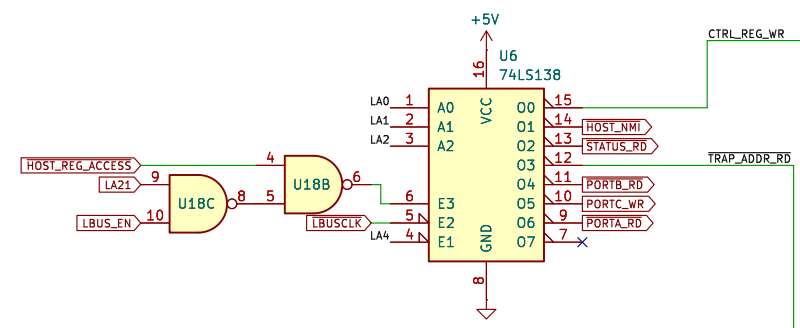 +5V
CTRL_REG_WR
U6
74LS138
16
VCC
LA0 1 A0 O0 15
LA1 2 A1 O1 14 HOST_NMI
LA2 3 A2 O2 13 STATUS_RD
HOST_REG_ACCESS 4 O3 12 TRAP_ADDR_RD
LA21 9 U18C 8 5 U18B 6 O4 11 PORTB_RD
6 E3 O5 10 PORTC_WR
LBUS_EN 10 LBUSCLK 5 E2 O6 9 PORTA_RD
LA4 4 E1 O7 7
GND
8